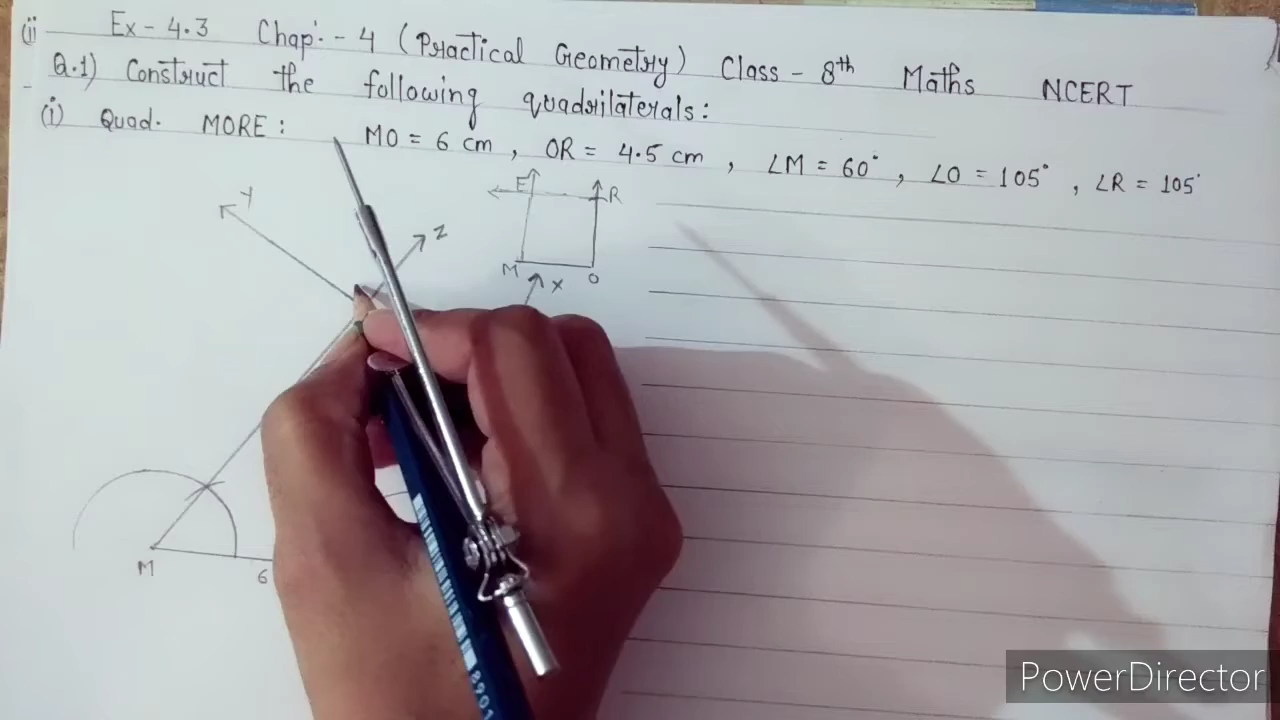 (ii
Ex - 4.3 Chap: - 4 (Practical Geometry) Class - 8th Maths NCERT
Q.1) Construct the following quadrilaterals:
(i) Quad. MORE: MO = 6 cm, OR = 4.5 cm, ∠M = 60°, ∠O = 105°, ∠R = 105°
E R
M O
Y
Z
X
M 6
8901
PowerDirector